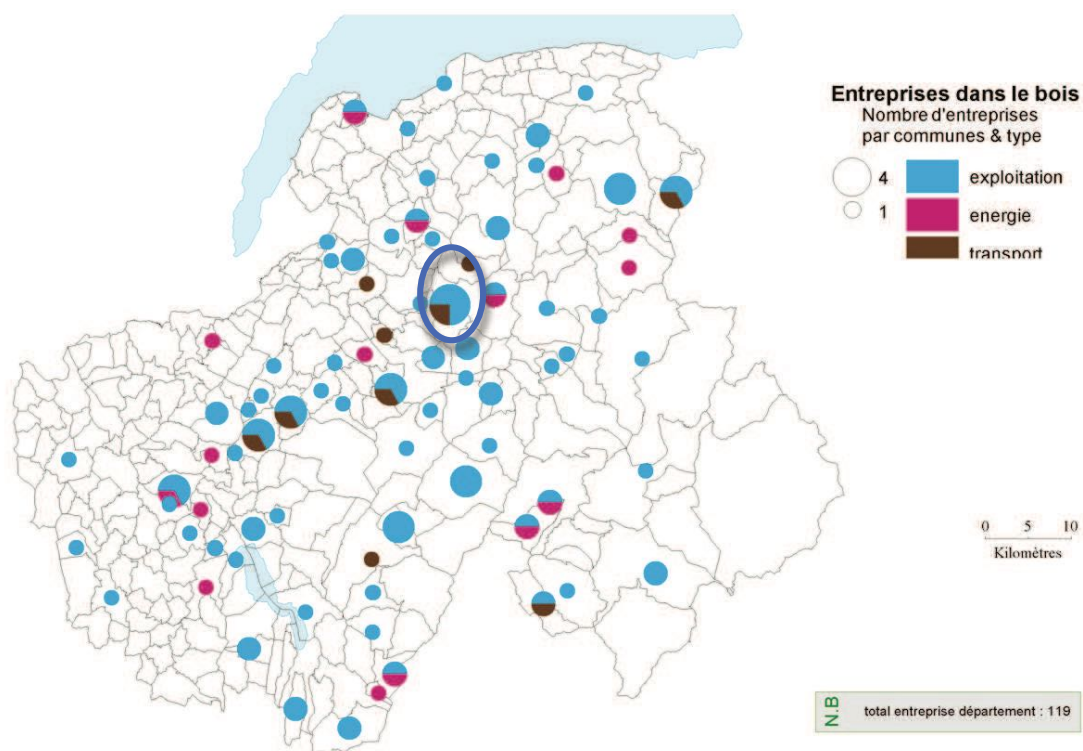 Entreprises dans le bois
Nombre d'entreprises
par communes & type
4
1
exploitation
energie
transport
0 5 10
Kilomètres
N.B
total entreprise département : 119